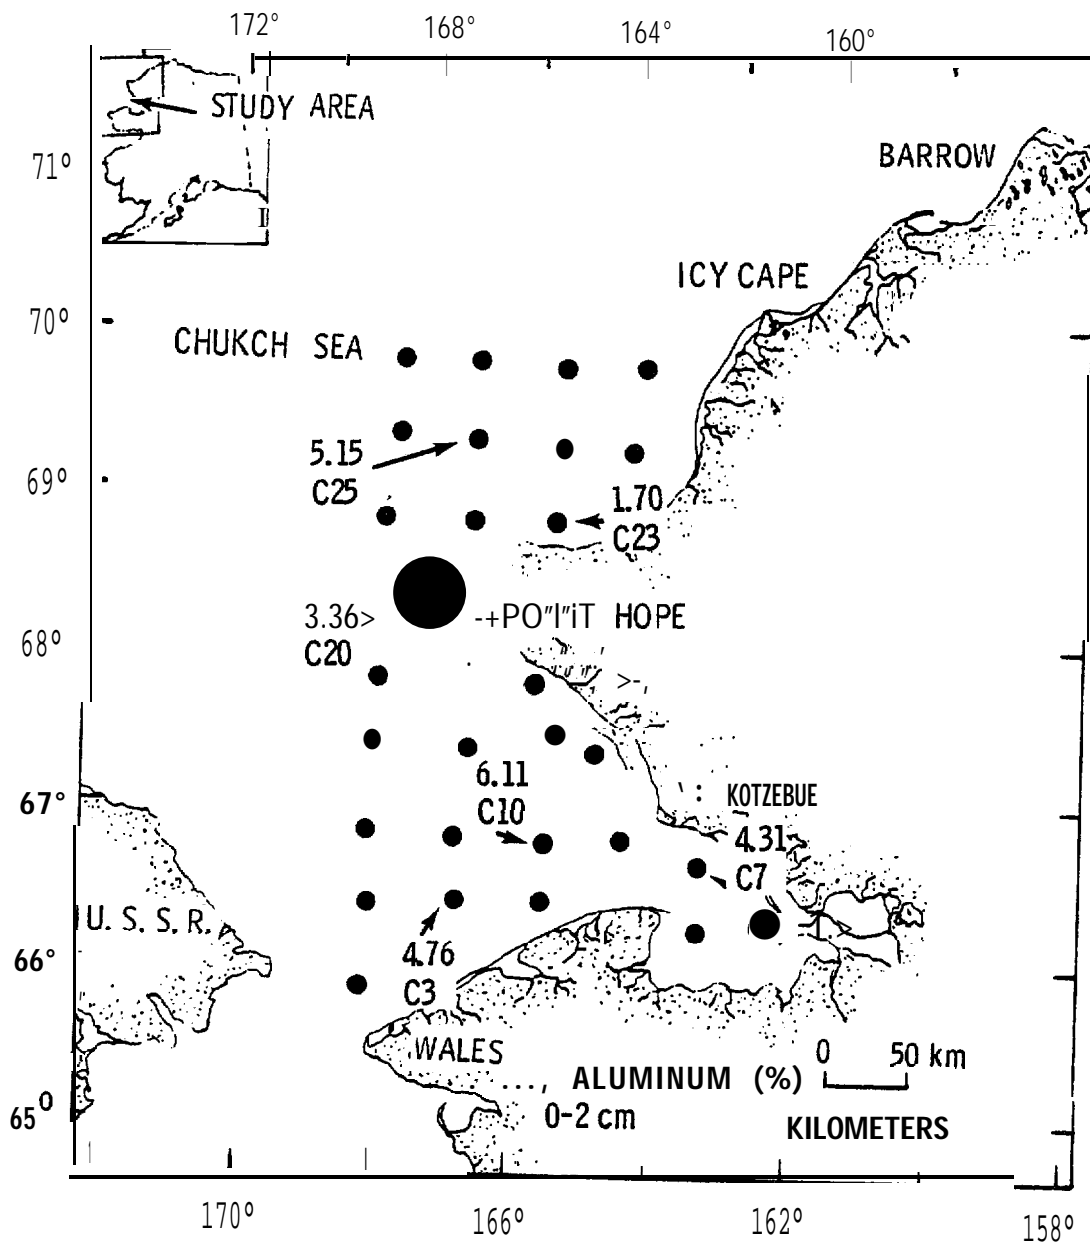 172° 168° 164° 160°
STUDY AREA
BARROW
71°
I
ICY CAPE
70°
CHUKCH SEA
5.15
C25
69°
1.70
C23
3.36>
C20
-+PO"I"iT HOPE
68°
>-,
6.11
C10
67°
: KOTZEBUE
4.31
C7
U. S. S. R.
66°
4.76
C3
WALES
0 50 km
...., ALUMINUM (%)
65°
0-2 cm
KILOMETERS
170° 166° 162° 158°